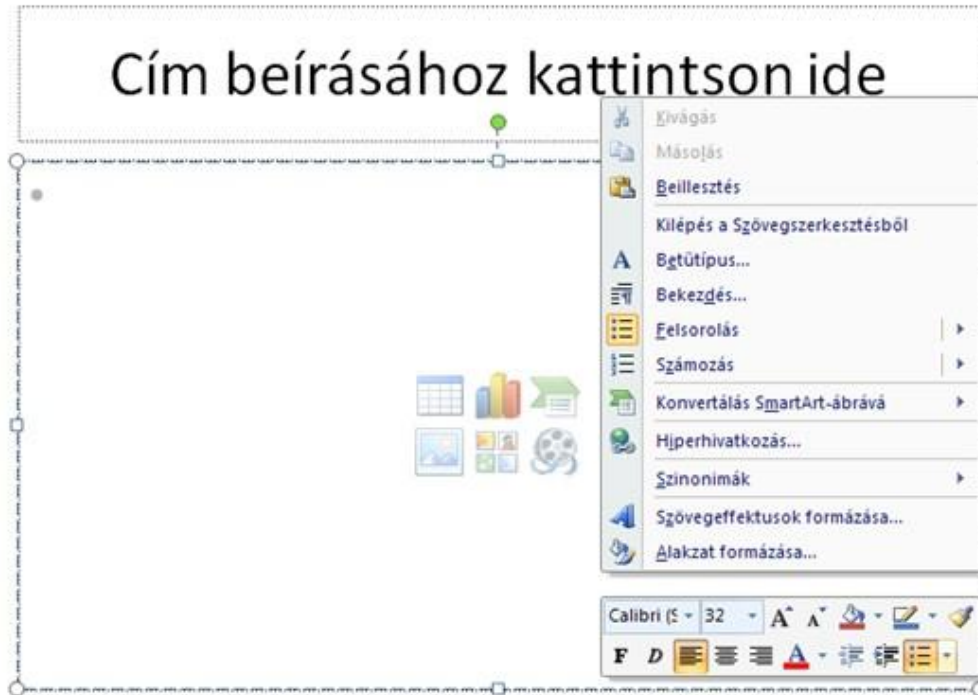 Cím beírásához kattintson ide
Kivágás
Másolás
Beillesztés
Kilépés a Szövegszerkesztésből
Betűtípus...
Bekezdés...
Felsorolás
Számozás
Konvertálás SmartArt-ábrává
Hiperhivatkozás...
Szinonimák
Szövegeffektusok formázása...
Alakzat formázása...
Calibri (S 32 A A
F D A